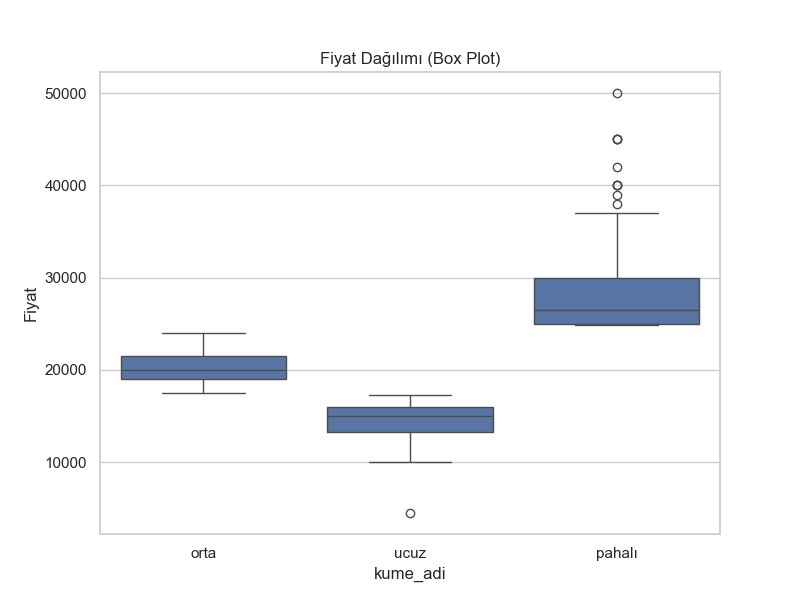 Fiyat Dağılımı (Box Plot)
50000
40000
30000
20000
10000
Fiyat
orta
ucuz
pahalı
kume_adi